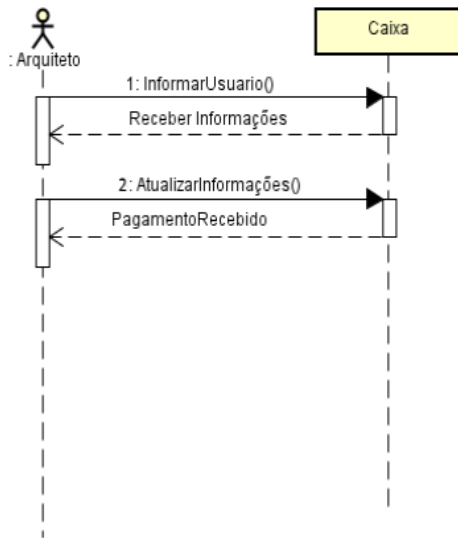 : Arquiteto
Caixa
1: InformarUsuario()
Receber Informações
2: AtualizarInformações()
PagamentoRecebido